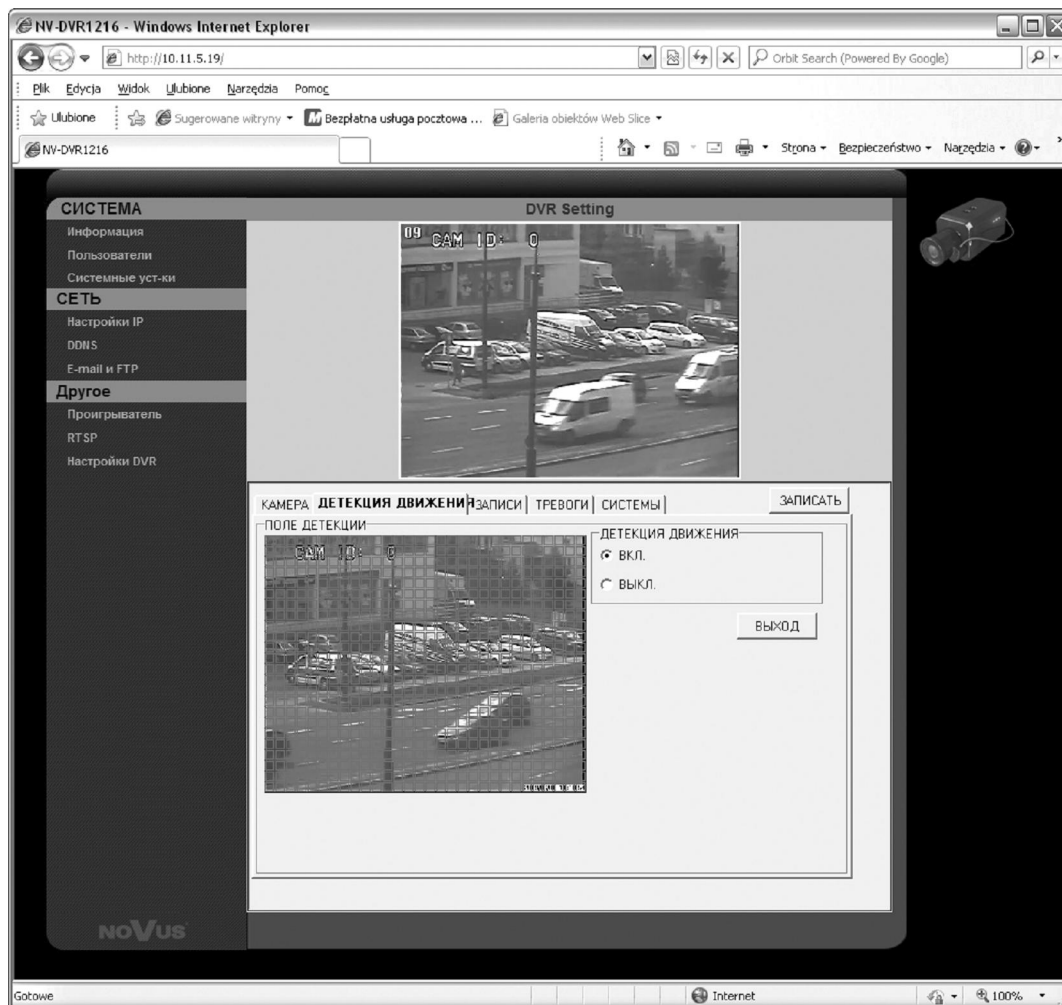 NV-DVR1216 - Windows Internet Explorer
http://10.11.5.19/
Orbit Search (Powered By Google)
Plik Edycja Widok Ulubione Narzędzia Pomoc
Ulubione Sugerowane witryny Bezpłatna usługa pocztowa ... Galeria obiektów Web Slice
NV-DVR1216
Strona Bezpieczeństwo Narzędzia
СИСТЕМА
Информация
Пользователи
Системные уст-ки
СЕТЬ
Настройки IP
DDNS
E-mail и FTP
Другое
Проигрыватель
RTSP
Настройки DVR
NOVUS
DVR Setting
09 CAM ID: 0
КАМЕРА ДЕТЕКЦИЯ ДВИЖЕНИЯ ЗАПИСИ ТРЕВОГИ СИСТЕМЫ
ЗАПИСАТЬ
ПОЛЕ ДЕТЕКЦИИ
CAM ID: 0
ДЕТЕКЦИЯ ДВИЖЕНИЯ
ВКЛ.
ВЫКЛ.
ВЫХОД
Gotowe
Internet
100%